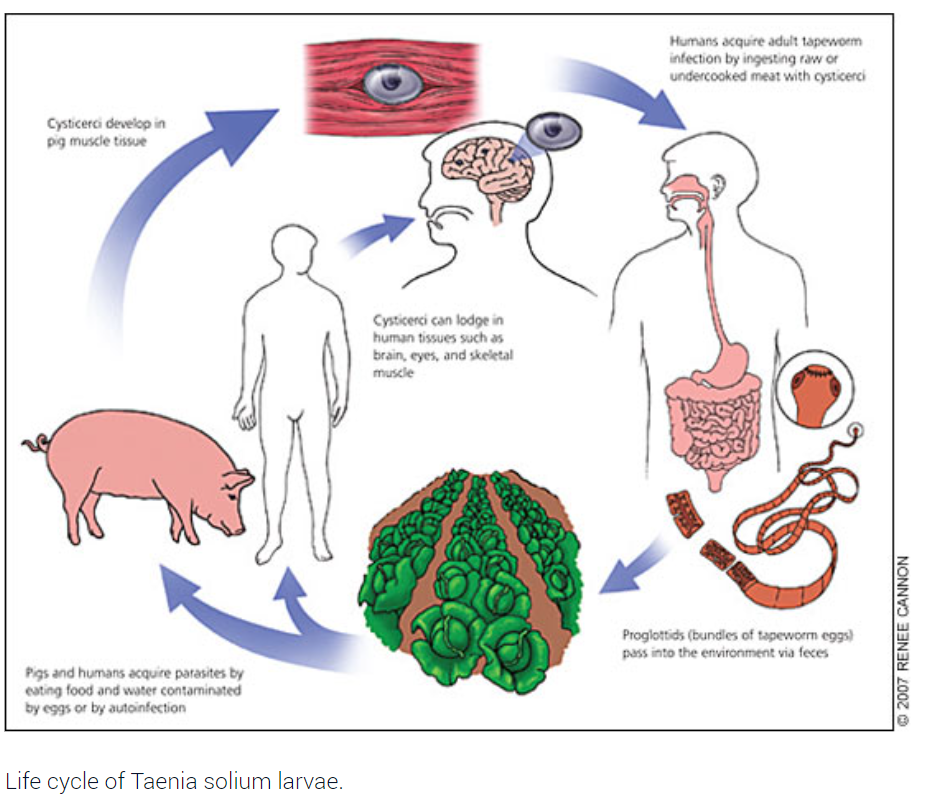 Humans acquire adult tapeworm
infection by ingesting raw or
undercooked meat with cysticerci
Cysticerci develop in
pig muscle tissue
Cysticerci can lodge in
human tissues such as
brain, eyes, and skeletal
muscle
Proglottids (bundles of tapeworm eggs)
pass into the environment via feces
Pigs and humans acquire parasites by
eating food and water contaminated
by eggs or by autoinfection
© 2007 RENEE CANNON
Life cycle of Taenia solium larvae.